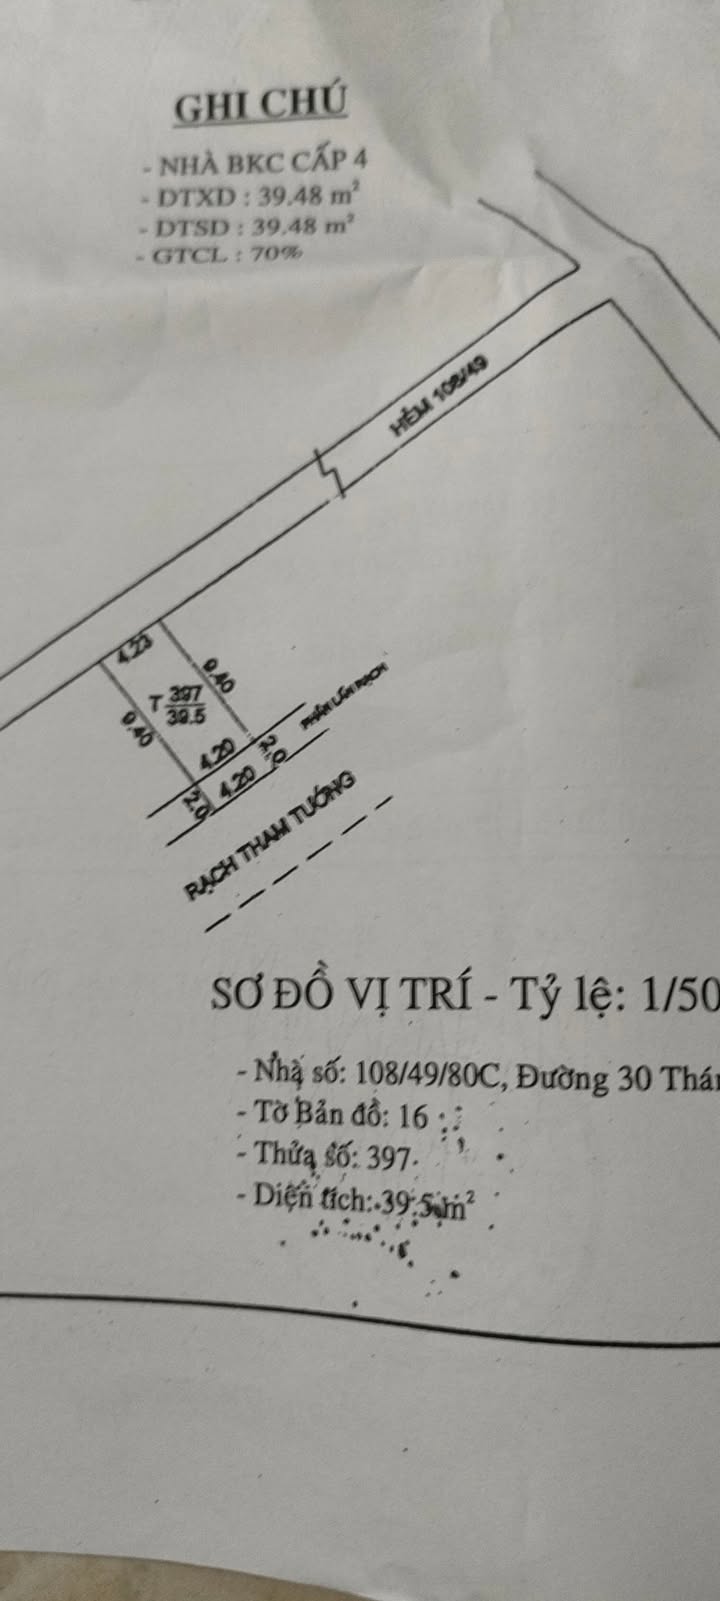 GHI CHÚ
- NHÀ BKC CẤP 4
- DTXD : 39.48 m²
- DTSD : 39.48 m²
- GTCL : 70%
HẺM 108/49
4.23
9.40
T 397
39.5
9.40
PHẦN LẤN RẠCH
4.20
2.0
4.20
2.0
RẠCH THAM TƯỚNG
SƠ ĐỒ VỊ TRÍ - Tỷ lệ: 1/50
- Nhà số: 108/49/80C, Đường 30 Thán
- Tờ Bản đồ: 16
- Thửa số: 397
- Diện tích: 39.5 m²